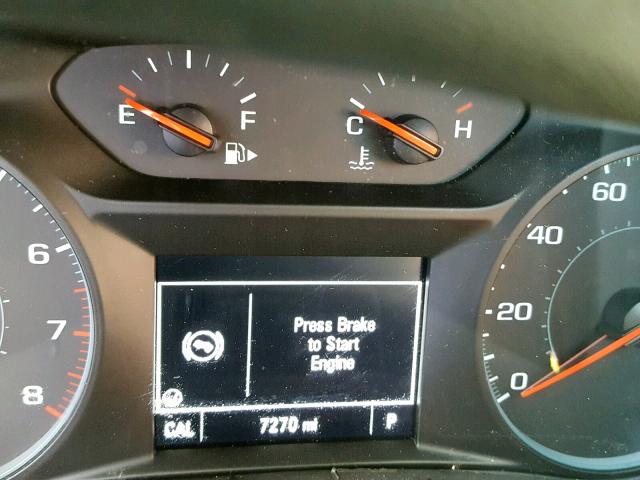 E F
C H
60
40
20
0
6
7
8
Press Brake
to Start
Engine
CAL 7270 mi P